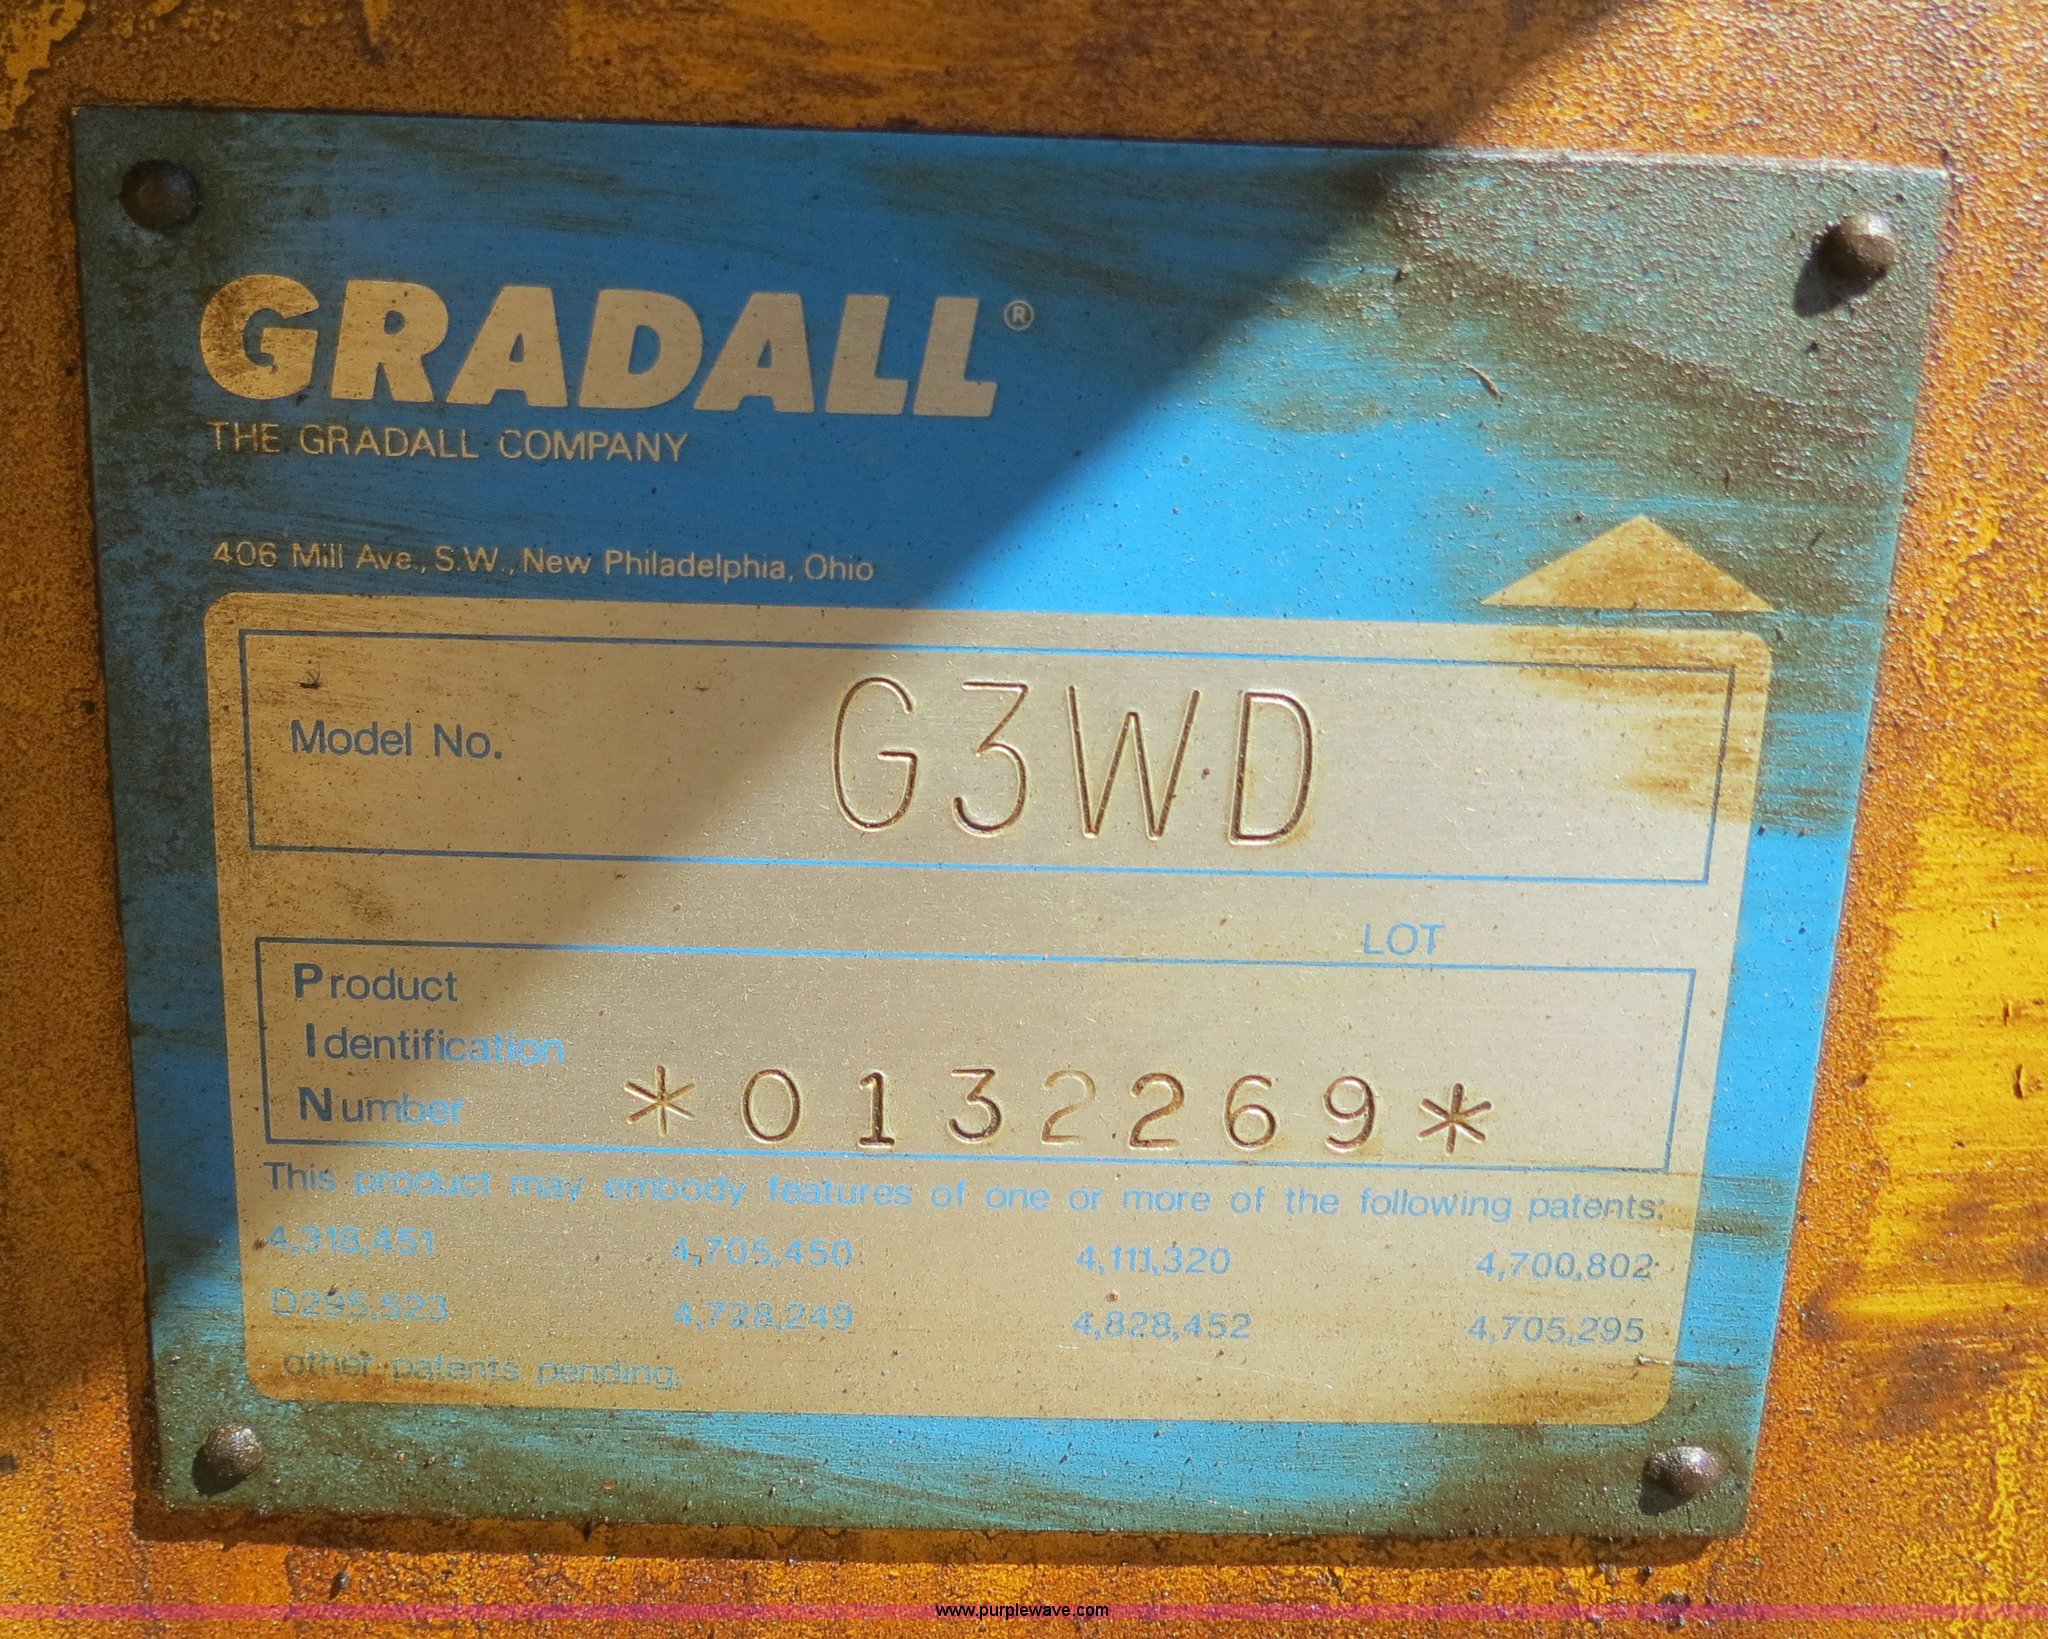 GRADALL®
THE GRADALL COMPANY
406 Mill Ave., S.W., New Philadelphia, Ohio
Model No. G3WD
LOT
Product
Identification
Number *0132269*
This product may embody features of one or more of the following patents:
4,318,451 4,705,450 4,111,320 4,700,802
D295,523 4,728,249 4,828,452 4,705,295
other patents pending.
www.purplewave.com